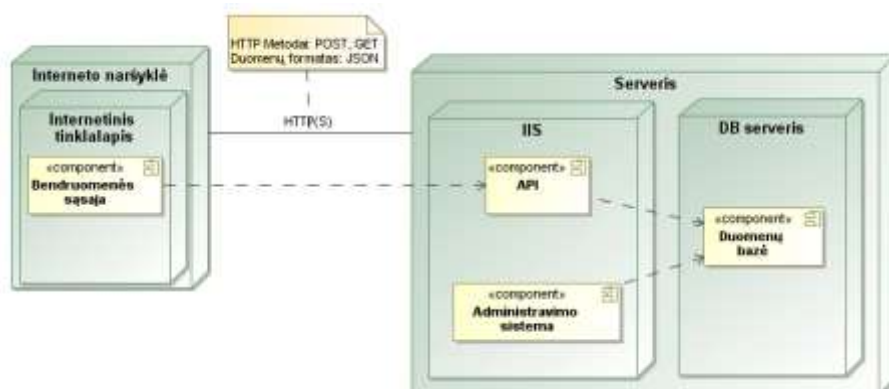 HTTP Metodai: POST, GET
Duomenų formatas: JSON
Interneto naršyklė
Internetinis
tinklalapis
«component»
Bendruomenės
sąsaja
HTTP(S)
Serveris
IIS
«component»
API
«component»
Administravimo
sistema
DB serveris
«component»
Duomenų
bazė